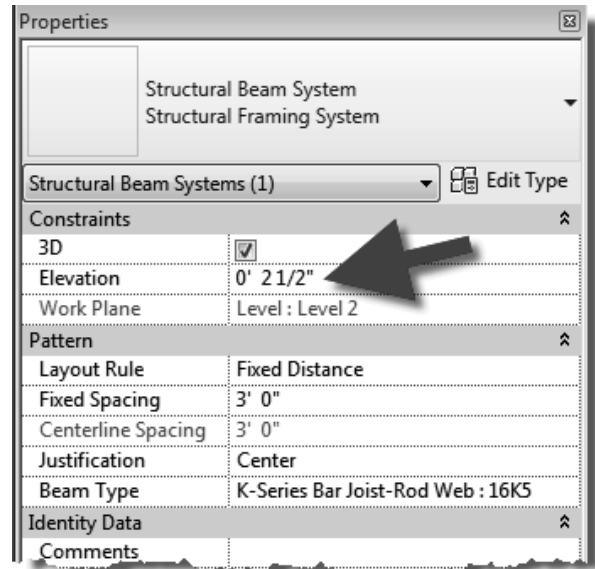 Properties
Structural Beam System
Structural Framing System
Structural Beam Systems (1) Edit Type
Constraints
3D
Elevation 0' 2 1/2"
Work Plane Level : Level 2
Pattern
Layout Rule Fixed Distance
Fixed Spacing 3' 0"
Centerline Spacing 3' 0"
Justification Center
Beam Type K-Series Bar Joist-Rod Web : 16K5
Identity Data
Comments